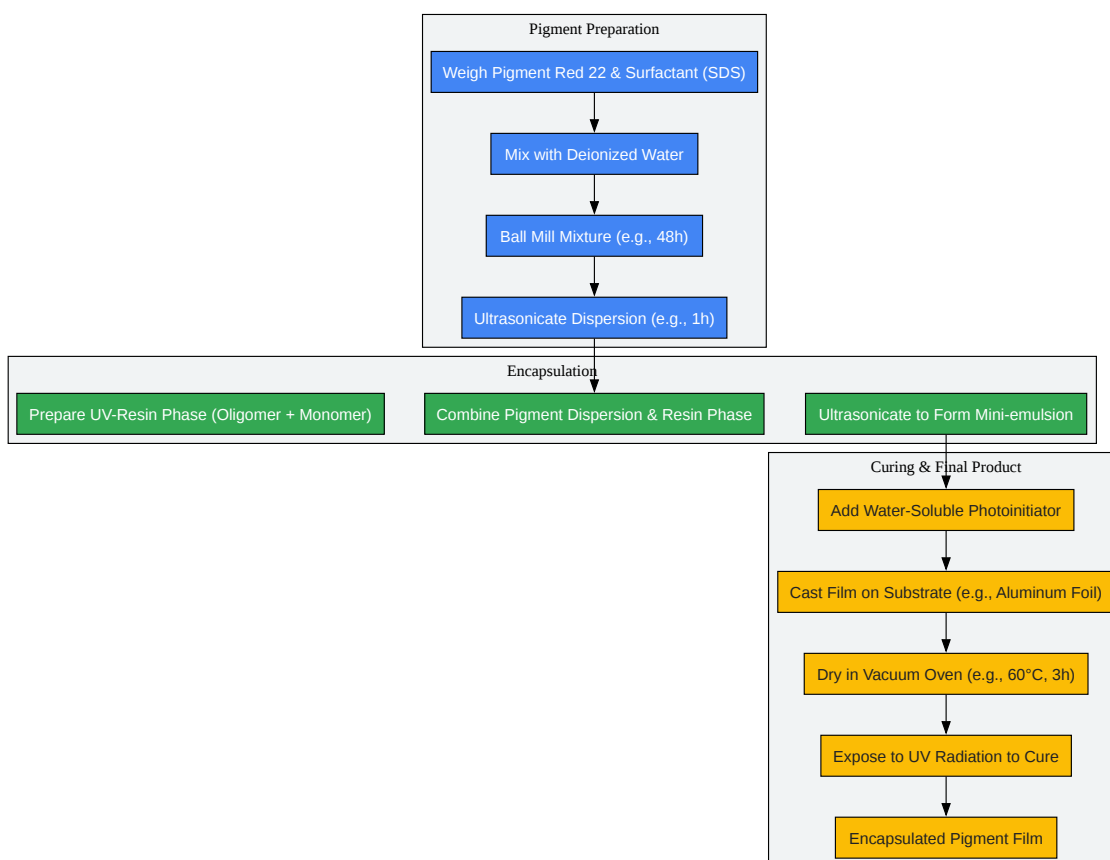 Pigment Preparation
Weigh Pigment Red 22 & Surfactant (SDS)
Mix with Deionized Water
Ball Mill Mixture (e.g., 48h)
Ultrasonicate Dispersion (e.g., 1h)
Encapsulation
Prepare UV-Resin Phase (Oligomer + Monomer)
Combine Pigment Dispersion & Resin Phase
Ultrasonicate to Form Mini-emulsion
Curing & Final Product
Add Water-Soluble Photoinitiator
Cast Film on Substrate (e.g., Aluminum Foil)
Dry in Vacuum Oven (e.g., 60°C, 3h)
Expose to UV Radiation to Cure
Encapsulated Pigment Film